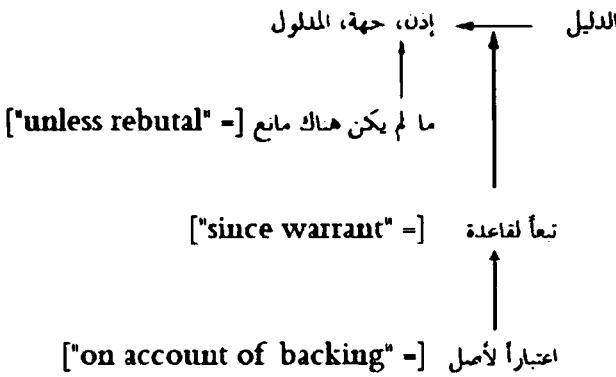 الدليل إذن، جهة، المدلول
ما لم يكن هناك مانع [= "unless rebutal"]
تبعاً لقاعدة [= "since warrant"]
اعتباراً لأصل [= "on account of backing"]